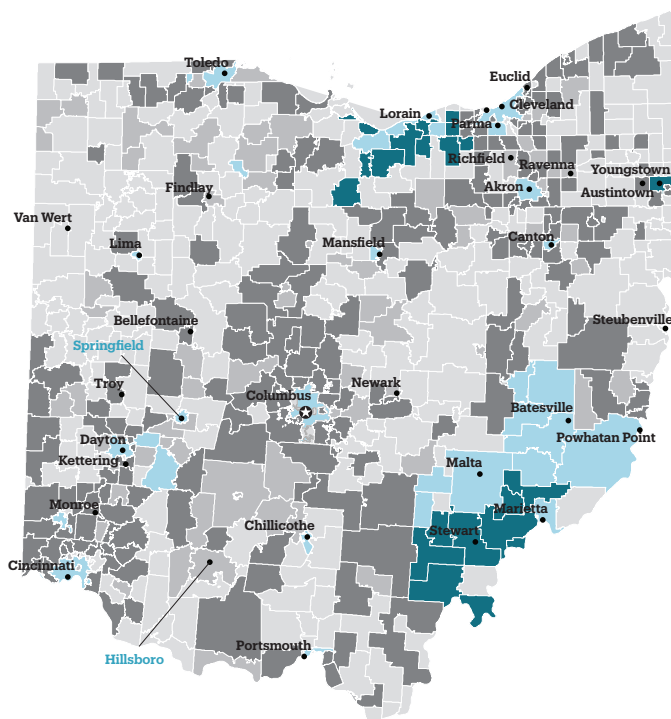 Toledo
Euclid
Cleveland
Lorain
Parma
Richfield
Ravenna
Youngstown
Akron
Austintown
Findlay
Van Wert
Lima
Mansfield
Canton
Bellefontaine
Steubenville
Springfield
Troy
Columbus
Newark
Batesville
Dayton
Powhatan Point
Kettering
Malta
Monroe
Marietta
Chillicothe
Stewart
Cincinnati
Portsmouth
Hillsboro